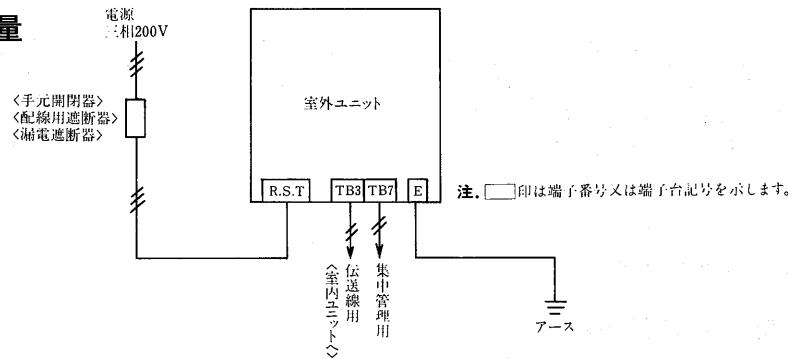 量
電源
三相200V
〈手元開閉器〉
〈配線用遮断器〉
〈漏電遮断器〉
室外ユニット
R.S.T
TB3
TB7
E
注. 印は端子番号又は端子台記号を示します。
伝送線用
〈室内ユニットへ〉
集中管理用
アース